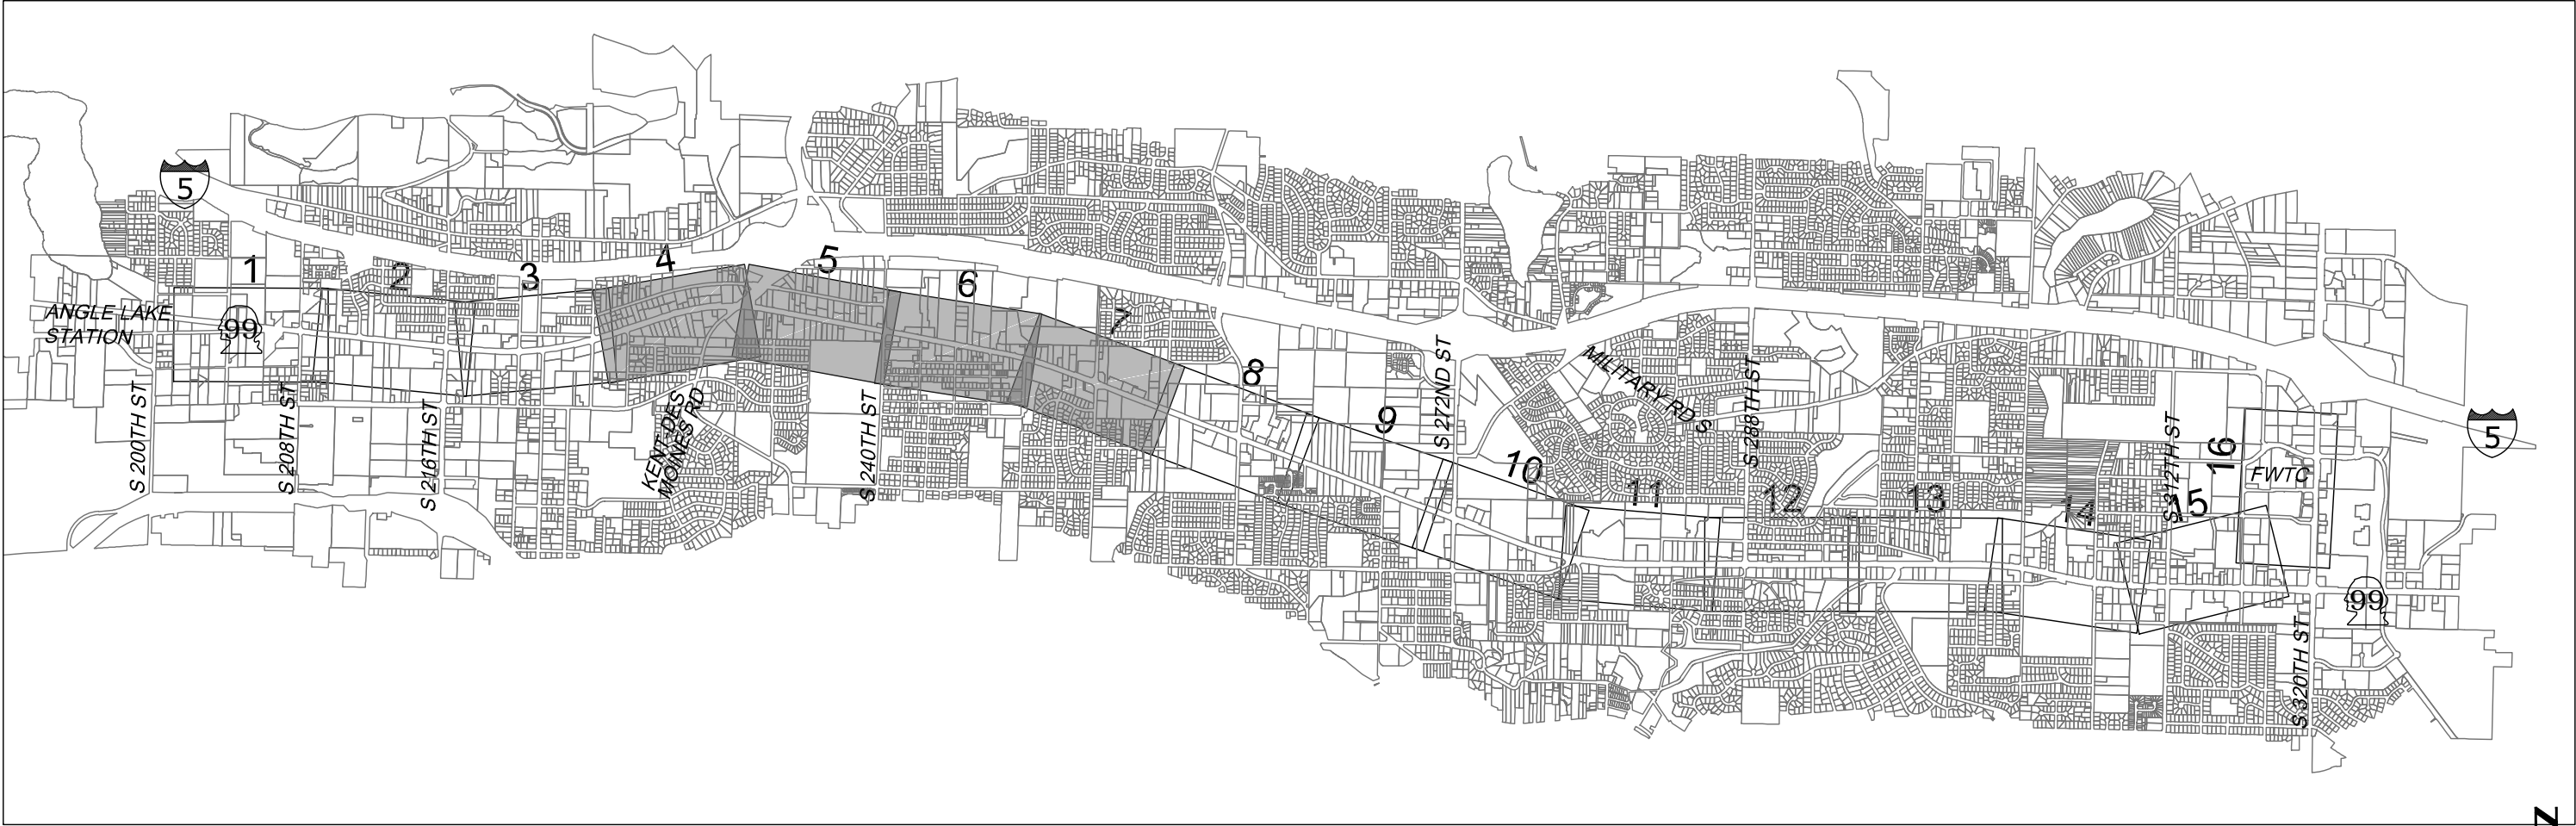 5
1
2
3
4
5
6
7
8
9
10
11
12
13
14
15
16
ANGLE LAKE
STATION
99
S 200TH ST
S 208TH ST
S 216TH ST
KENT-DES
MOINES RD
S 240TH ST
S 272ND ST
MILITARY RD S
S 288TH ST
S 312TH ST
FWTC
5
99
S 320TH ST
N